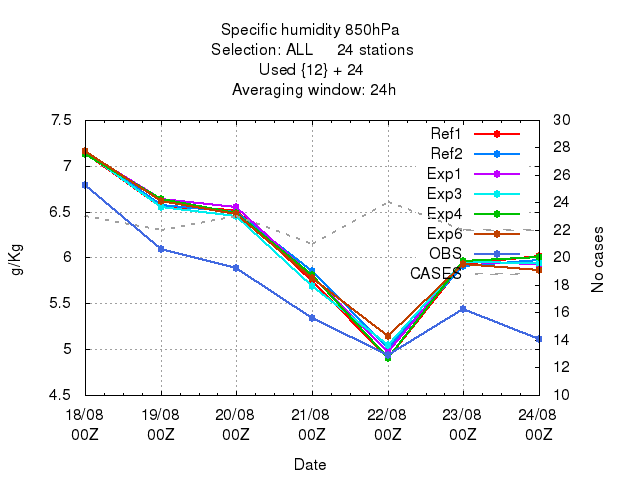 Specific humidity 850hPa
Selection: ALL 24 stations
Used {12} + 24
Averaging window: 24h
7.5
7
6.5
6
5.5
5
4.5
g/Kg
30
28
26
24
22
20
18
16
14
12
10
No cases
Ref1
Ref2
Exp1
Exp3
Exp4
Exp6
OBS
CASES
18/08 19/08 20/08 21/08 22/08 23/08 24/08
00Z 00Z 00Z 00Z 00Z 00Z 00Z
Date